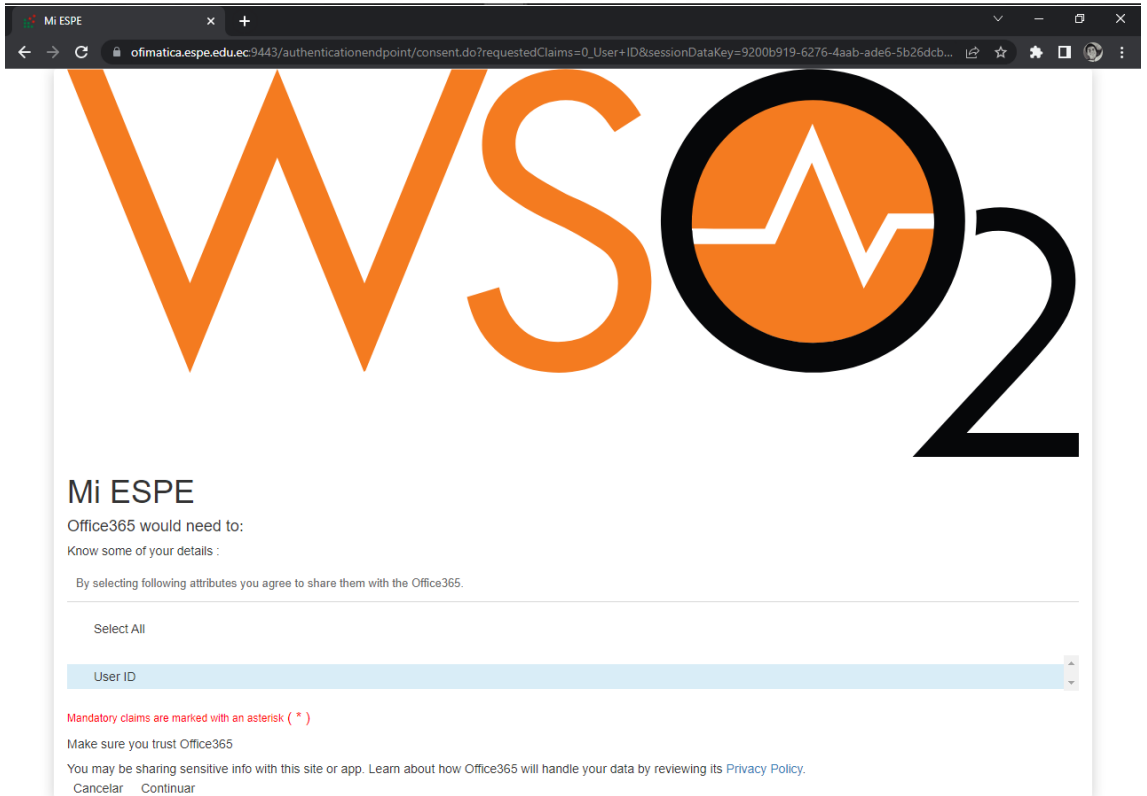 Mi ESPE
ofimatica.espe.edu.ec:9443/authenticationendpoint/consent.do?requestedClaims=0_User+ID&sessionDataKey=9200b919-6276-4aab-ade6-5b26dcb...
WSO2
Mi ESPE
Office365 would need to:
Know some of your details :
By selecting following attributes you agree to share them with the Office365.
Select All
User ID
Mandatory claims are marked with an asterisk ( * )
Make sure you trust Office365
You may be sharing sensitive info with this site or app. Learn about how Office365 will handle your data by reviewing its Privacy Policy.
Cancelar Continuar